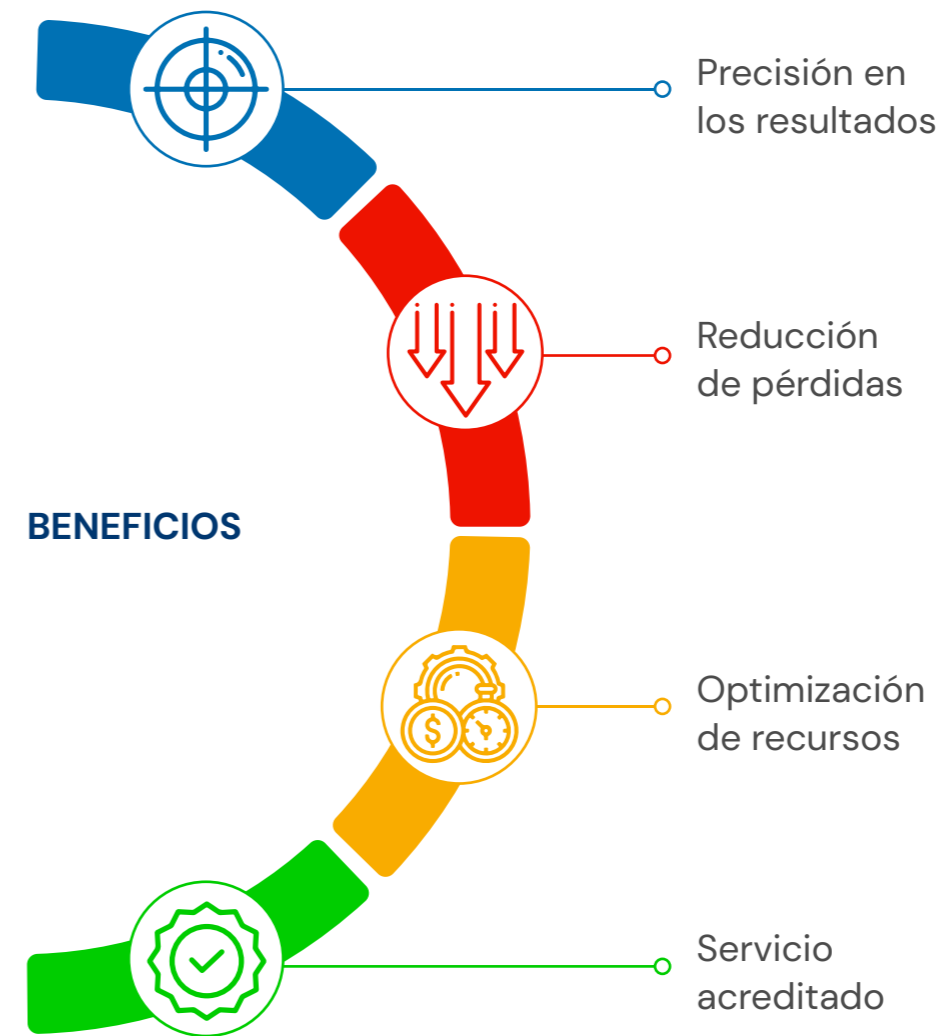 Precisión en
los resultados
Reducción
de pérdidas
BENEFICIOS
$
Optimización
de recursos
Servicio
acreditado